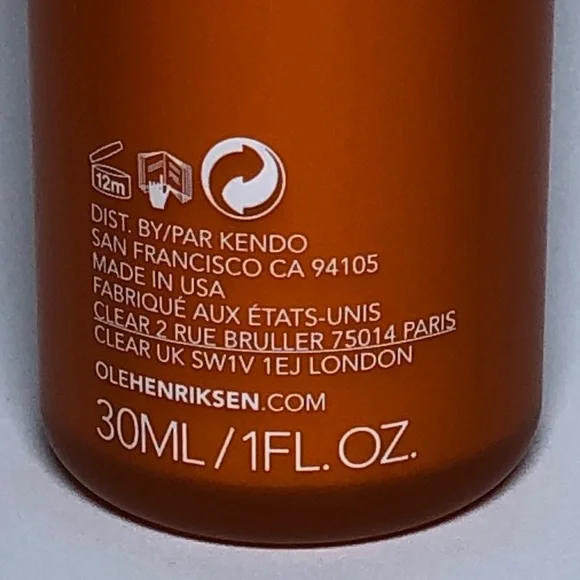 12m
DIST. BY/PAR KENDO
SAN FRANCISCO CA 94105
MADE IN USA
FABRIQUÉ AUX ÉTATS-UNIS
CLEAR 2 RUE BRULLER 75014 PARIS
CLEAR UK SW1V 1EJ LONDON
OLEHENRIKSEN.COM
30ML/1FL. OZ.